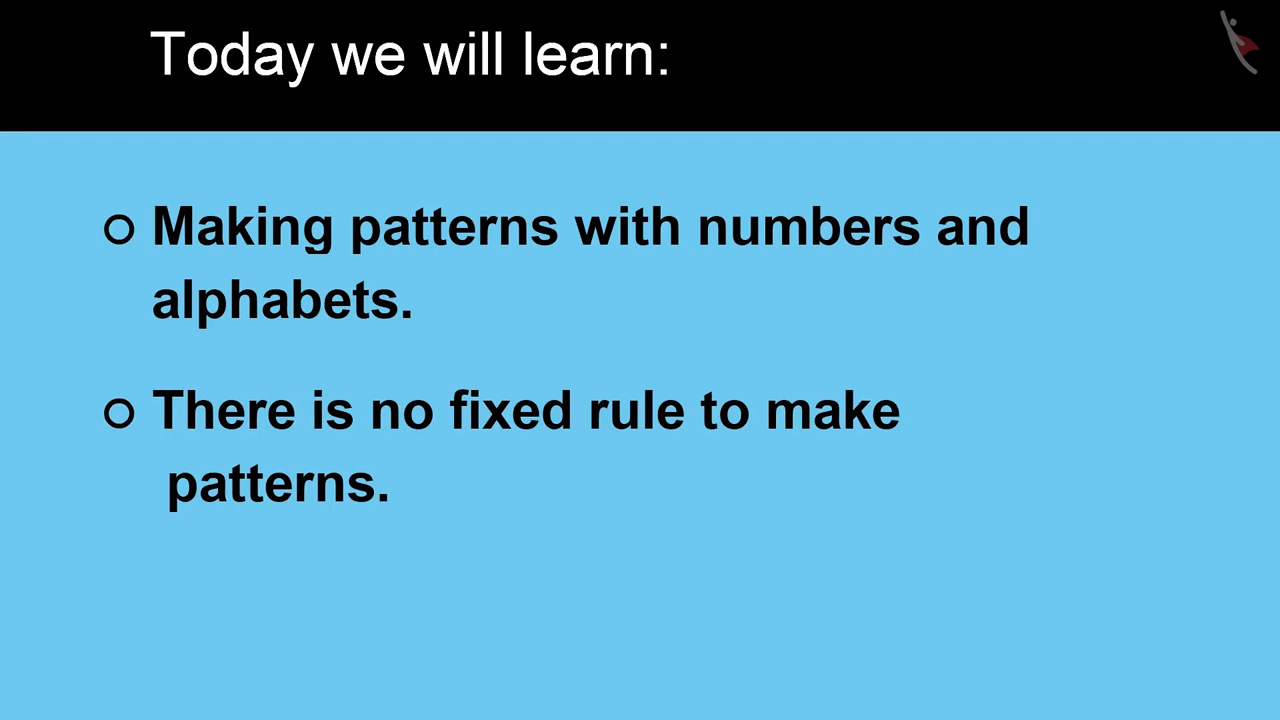 Today we will learn:
Making patterns with numbers and
alphabets.
There is no fixed rule to make
patterns.